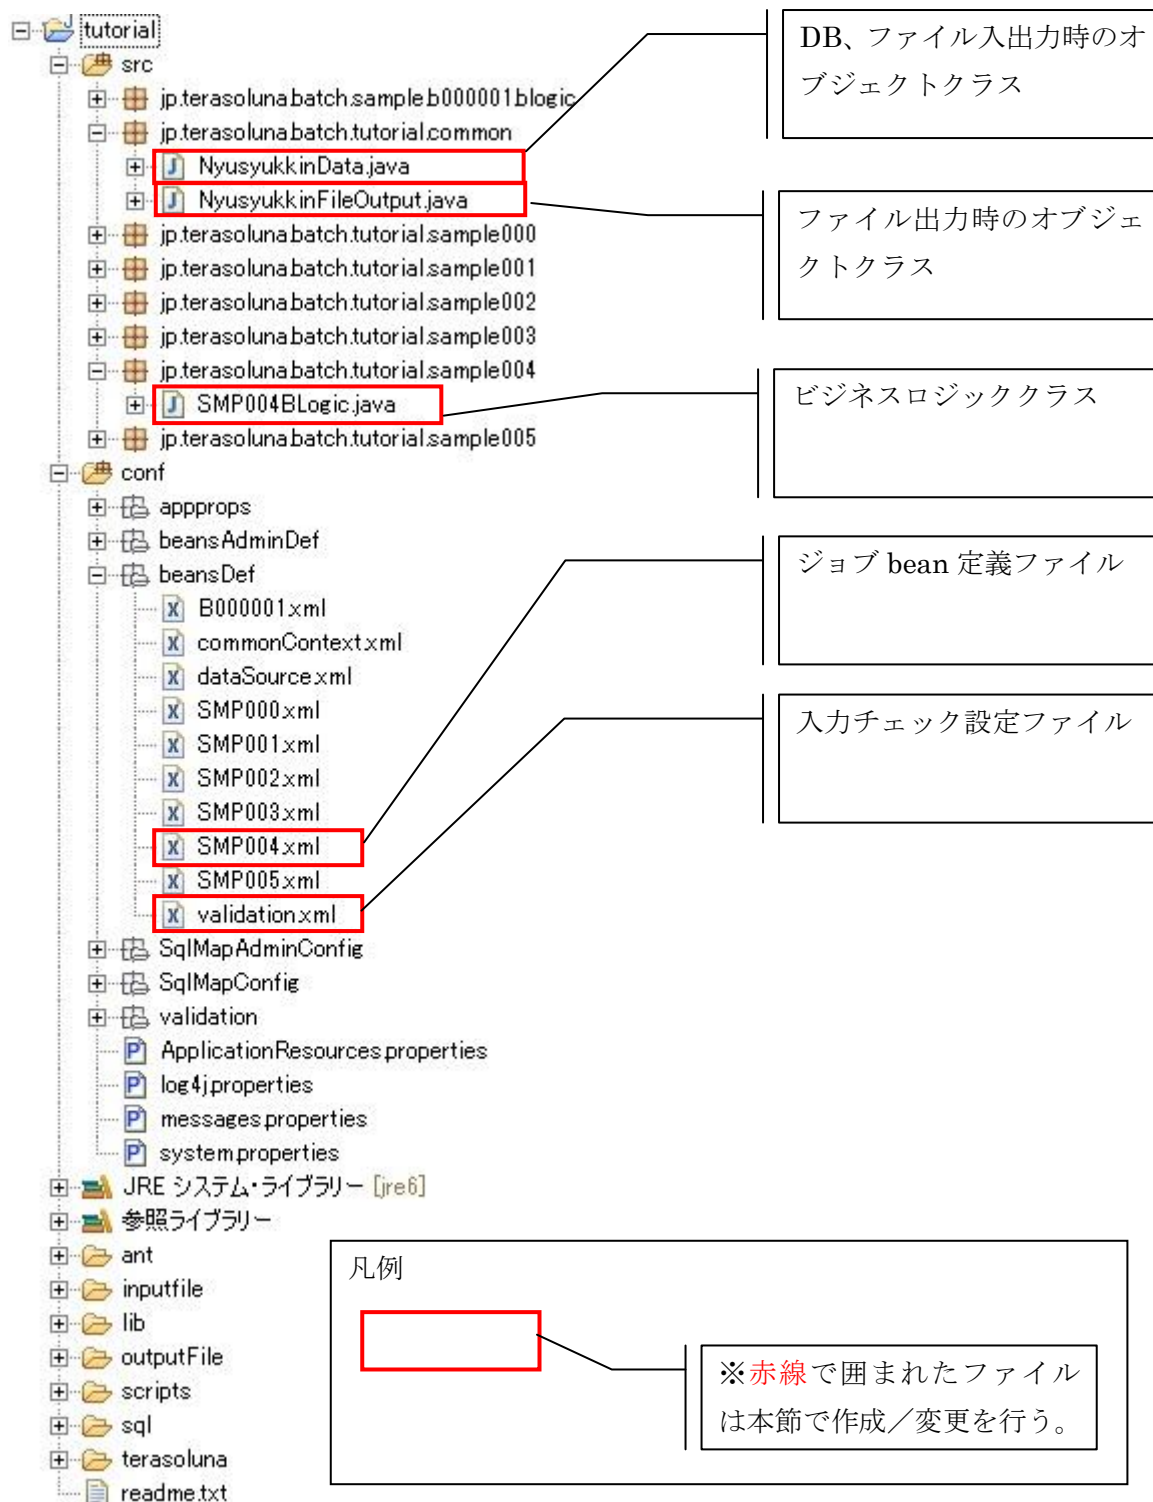 tutorial
src
jp.terasoluna.batch.sample.b000001.blogic
jp.terasoluna.batch.tutorial.common
NyusyukkinData.java
NyusyukkinFileOutput.java
jp.terasoluna.batch.tutorial.sample000
jp.terasoluna.batch.tutorial.sample001
jp.terasoluna.batch.tutorial.sample002
jp.terasoluna.batch.tutorial.sample003
jp.terasoluna.batch.tutorial.sample004
SMP004BLogic.java
jp.terasoluna.batch.tutorial.sample005
conf
appprops
beansAdminDef
beansDef
B000001.xml
commonContext.xml
dataSource.xml
SMP000.xml
SMP001.xml
SMP002.xml
SMP003.xml
SMP004.xml
SMP005.xml
validation.xml
SqlMapAdminConfig
SqlMapConfig
validation
ApplicationResources.properties
log4j.properties
messages.properties
system.properties
JRE システム・ライブラリー [jre6]
参照ライブラリー
ant
inputfile
lib
outputFile
scripts
sql
terasoluna
readme.txt
DB、ファイル入出力時のオ
ブジェクトクラス
ファイル出力時のオブジェ
クトクラス
ビジネスロジッククラス
ジョブ bean 定義ファイル
入力チェック設定ファイル
凡例
※赤線で囲まれたファイル
は本節で作成／変更を行う。